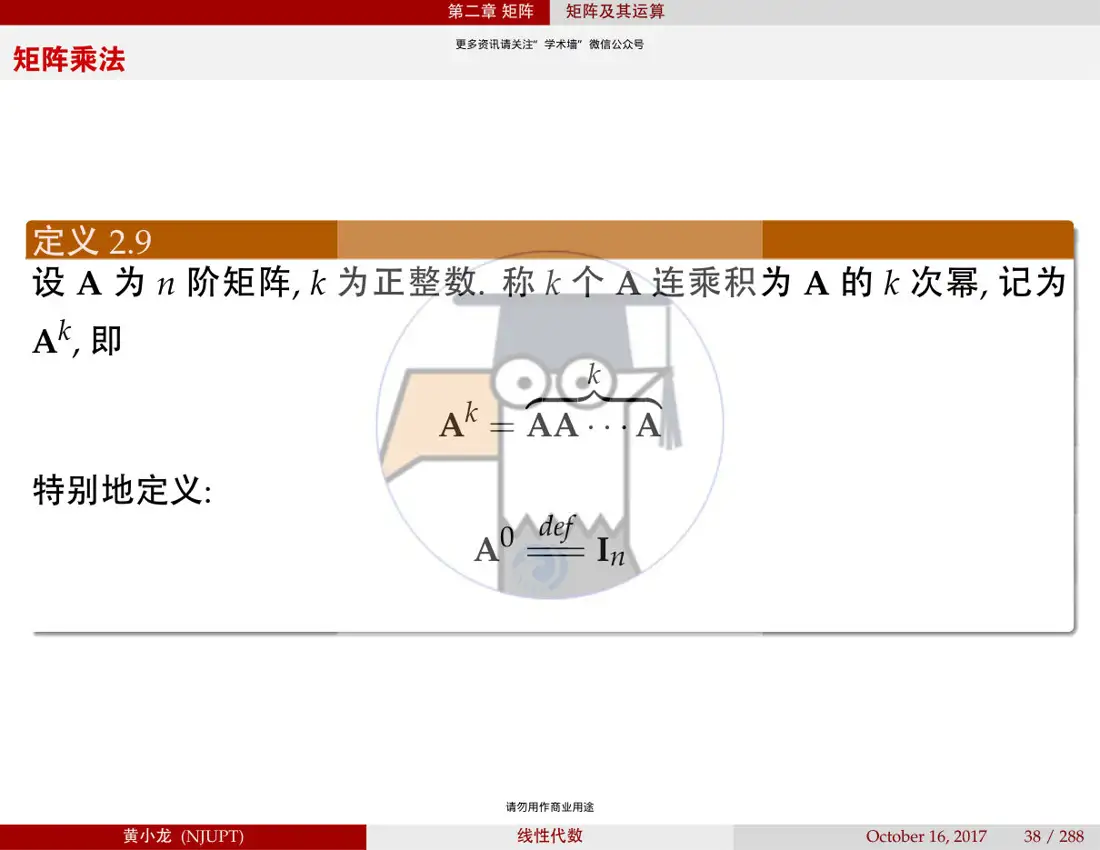 第二章 矩阵 矩阵及其运算
更多资讯请关注“学术墙”微信公众号
矩阵乘法
定义 2.9
设 A 为 n 阶矩阵, k 为正整数. 称 k 个 A 连乘积为 A 的 k 次幂, 记为
A^k, 即
k
A^k = AA···A
特别地定义:
def
A^0 == I_n
请勿用作商业用途
黄小龙 (NJUPT) 线性代数 October 16, 2017 38 / 288